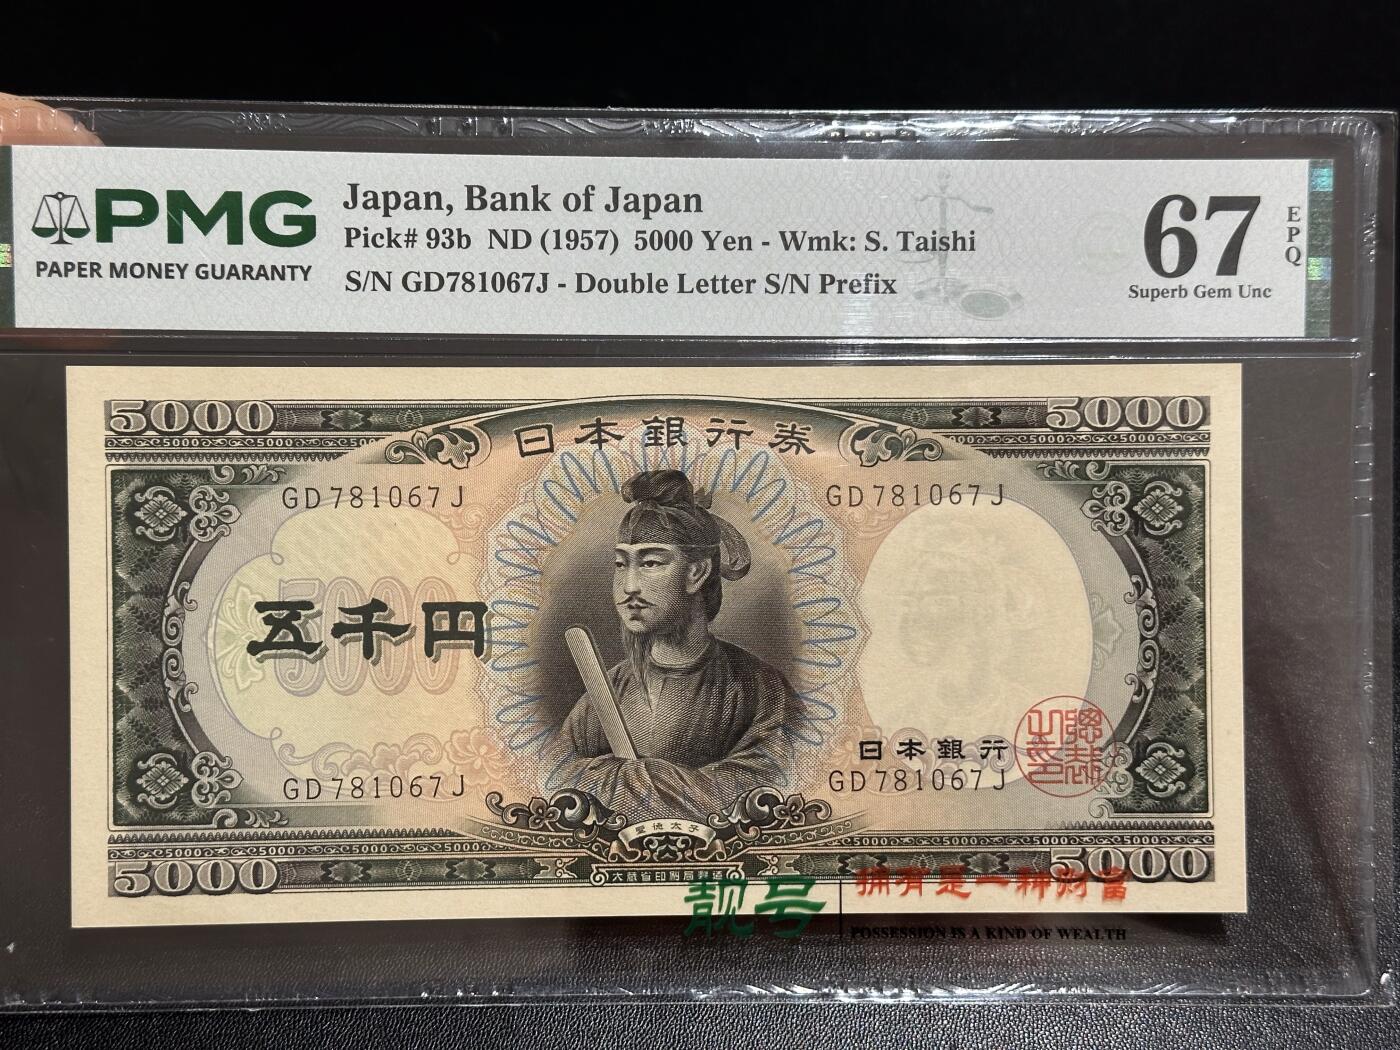 PMG
PAPER MONEY GUARANTY
Japan, Bank of Japan
Pick# 93b ND (1957) 5000 Yen - Wmk: S. Taishi
S/N GD781067J - Double Letter S/N Prefix
67
EPQ
Superb Gem Unc
5000 5000
日本銀行券
GD781067J GD781067J
5000
五千円
日本銀行
GD781067J GD781067J
聖徳太子
5000 5000
大蔵省印刷局製造
靓号
拥有是一种财富
POSSESSION IS A KIND OF WEALTH